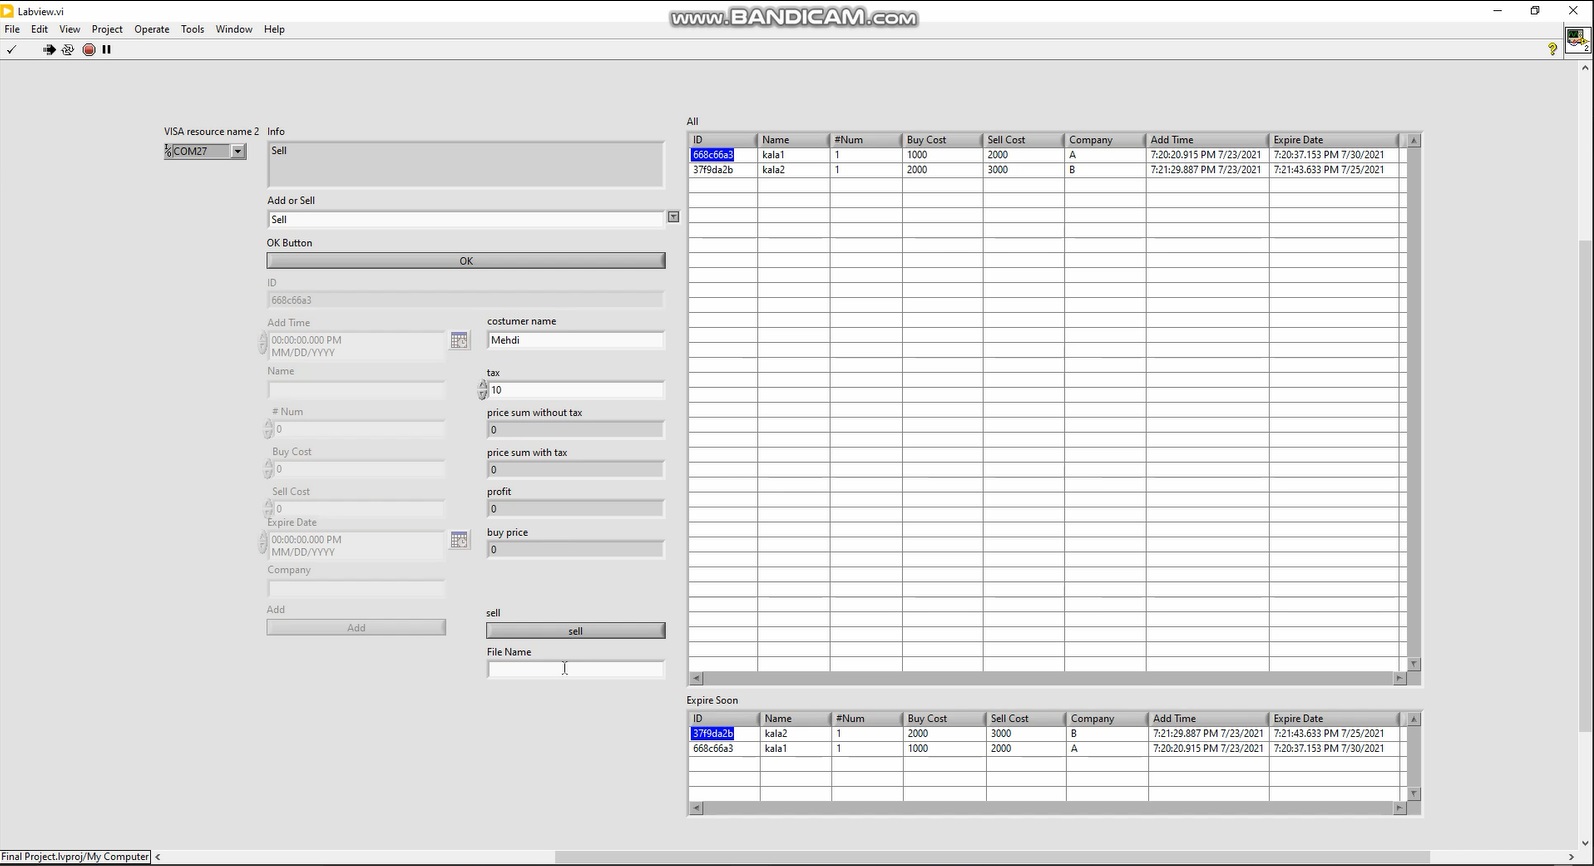 Labview.vi
www.BANDICAM.com
File Edit View Project Operate Tools Window Help
?
2
VISA resource name 2
COM27
Info
Sell
Add or Sell
Sell
OK Button
OK
ID
668c66a3
Add Time
00:00:00.000 PM
MM/DD/YYYY
Name
# Num
0
Buy Cost
0
Sell Cost
0
Expire Date
00:00:00.000 PM
MM/DD/YYYY
Company
Add
Add
costumer name
Mehdi
tax
10
price sum without tax
0
price sum with tax
0
profit
0
buy price
0
sell
sell
File Name
All
ID Name #Num Buy Cost Sell Cost Company Add Time Expire Date
668c66a3 kala1 1 1000 2000 A 7:20:20.915 PM 7/23/2021 7:20:37.153 PM 7/30/2021
37f9da2b kala2 1 2000 3000 B 7:21:29.887 PM 7/23/2021 7:21:43.633 PM 7/25/2021
Expire Soon
ID Name #Num Buy Cost Sell Cost Company Add Time Expire Date
37f9da2b kala2 1 2000 3000 B 7:21:29.887 PM 7/23/2021 7:21:43.633 PM 7/25/2021
668c66a3 kala1 1 1000 2000 A 7:20:20.915 PM 7/23/2021 7:20:37.153 PM 7/30/2021
Final Project.lvproj/My Computer